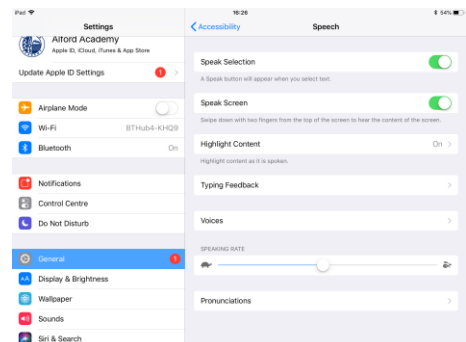 iPad
16:26
54%
Settings
Accessibility
Speech
Alford Academy
Apple ID, iCloud, iTunes & App Store
Update Apple ID Settings
1
Airplane Mode
Wi-Fi
BTHub4-KHQ9
Bluetooth
On
Notifications
Control Centre
Do Not Disturb
General
1
AA
Display & Brightness
Wallpaper
Sounds
Siri & Search
Speak Selection
A Speak button will appear when you select text.
Speak Screen
Swipe down with two fingers from the top of the screen to hear the content of the screen.
Highlight Content
On
Highlight content as it is spoken.
Typing Feedback
Voices
SPEAKING RATE
Pronunciations